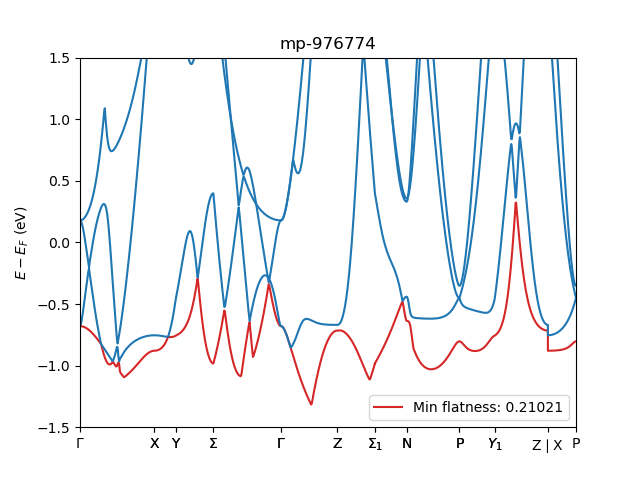 mp-976774
E − E_F (eV)
1.5
1.0
0.5
0.0
−0.5
−1.0
−1.5
Min flatness: 0.21021
Γ X Y Σ Γ Z Σ₁ N P Y₁ Z | X P